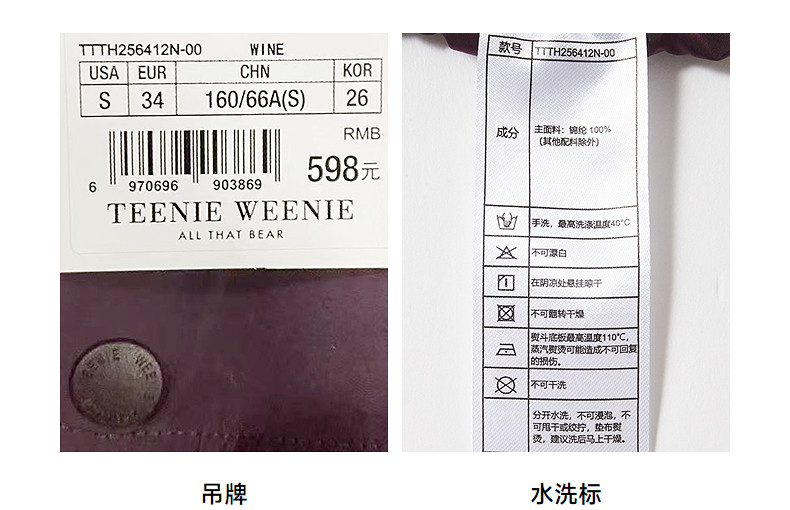 TTTH256412N-00 WINE
USA EUR CHN KOR
S 34 160/66A(S) 26
RMB
598元
6 970696 903869
TEENIE WEENIE
ALL THAT BEAR
TEENIE WEENIE
吊牌
款号 TTTH256412N-00
成分 主面料：锦纶 100%
（其他配料除外）
手洗，最高洗涤温度40°C
不可漂白
在阴凉处悬挂晾干
不可翻转干燥
熨斗底板最高温度110℃，
蒸汽熨烫可能造成不可回复
的损伤。
不可干洗
分开水洗，不可浸泡，不
可甩干或绞拧，垫布熨
烫，建议洗后马上干燥。
水洗标